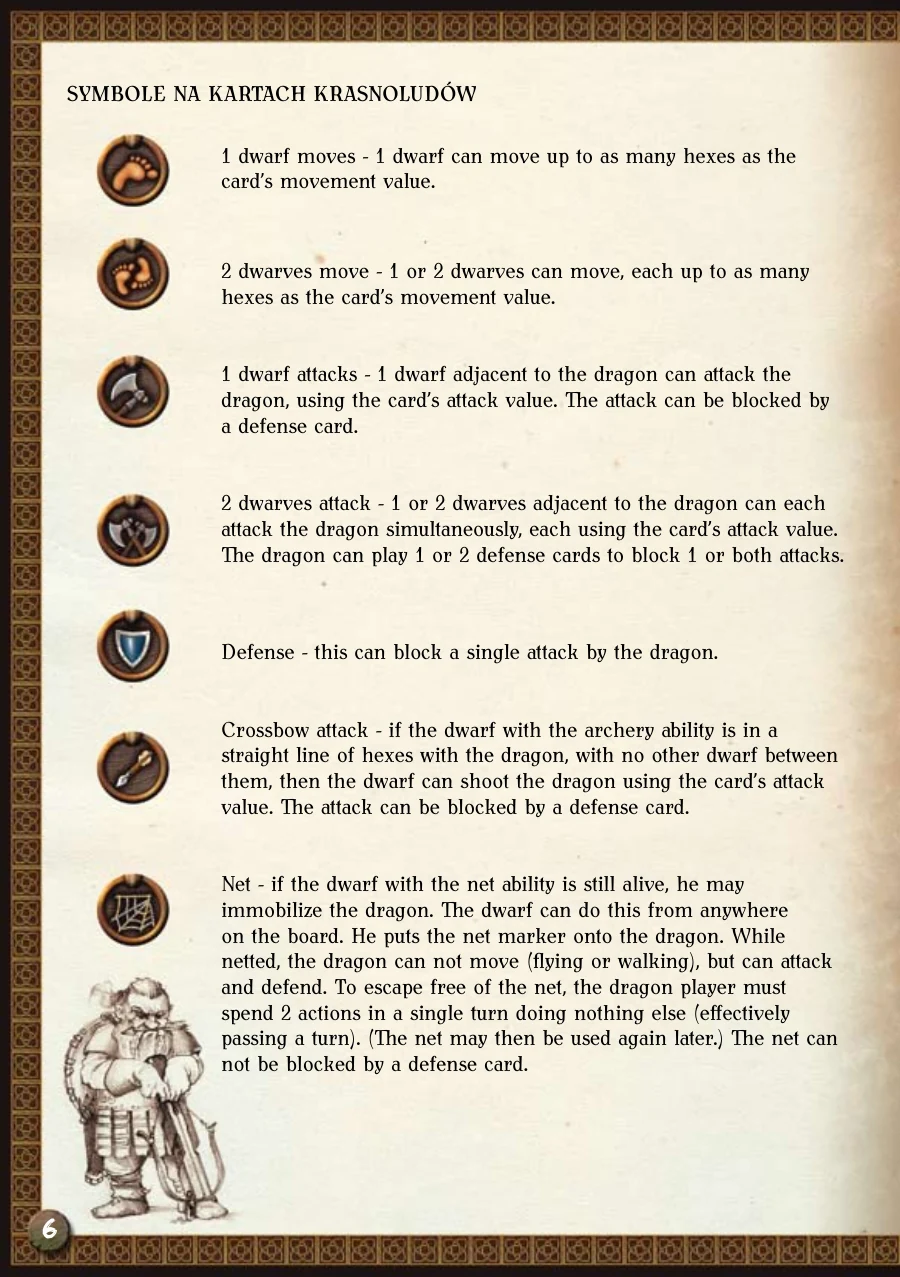 SYMBOLE NA KARTACH KRASNOLUDÓW
1 dwarf moves - 1 dwarf can move up to as many hexes as the
card's movement value.
2 dwarves move - 1 or 2 dwarves can move, each up to as many
hexes as the card's movement value.
1 dwarf attacks - 1 dwarf adjacent to the dragon can attack the
dragon, using the card's attack value. The attack can be blocked by
a defense card.
2 dwarves attack - 1 or 2 dwarves adjacent to the dragon can each
attack the dragon simultaneously, each using the card's attack value.
The dragon can play 1 or 2 defense cards to block 1 or both attacks.
Defense - this can block a single attack by the dragon.
Crossbow attack - if the dwarf with the archery ability is in a
straight line of hexes with the dragon, with no other dwarf between
them, then the dwarf can shoot the dragon using the card's attack
value. The attack can be blocked by a defense card.
Net - if the dwarf with the net ability is still alive, he may
immobilize the dragon. The dwarf can do this from anywhere
on the board. He puts the net marker onto the dragon. While
netted, the dragon can not move (flying or walking), but can attack
and defend. To escape free of the net, the dragon player must
spend 2 actions in a single turn doing nothing else (effectively
passing a turn). (The net may then be used again later.) The net can
not be blocked by a defense card.
6